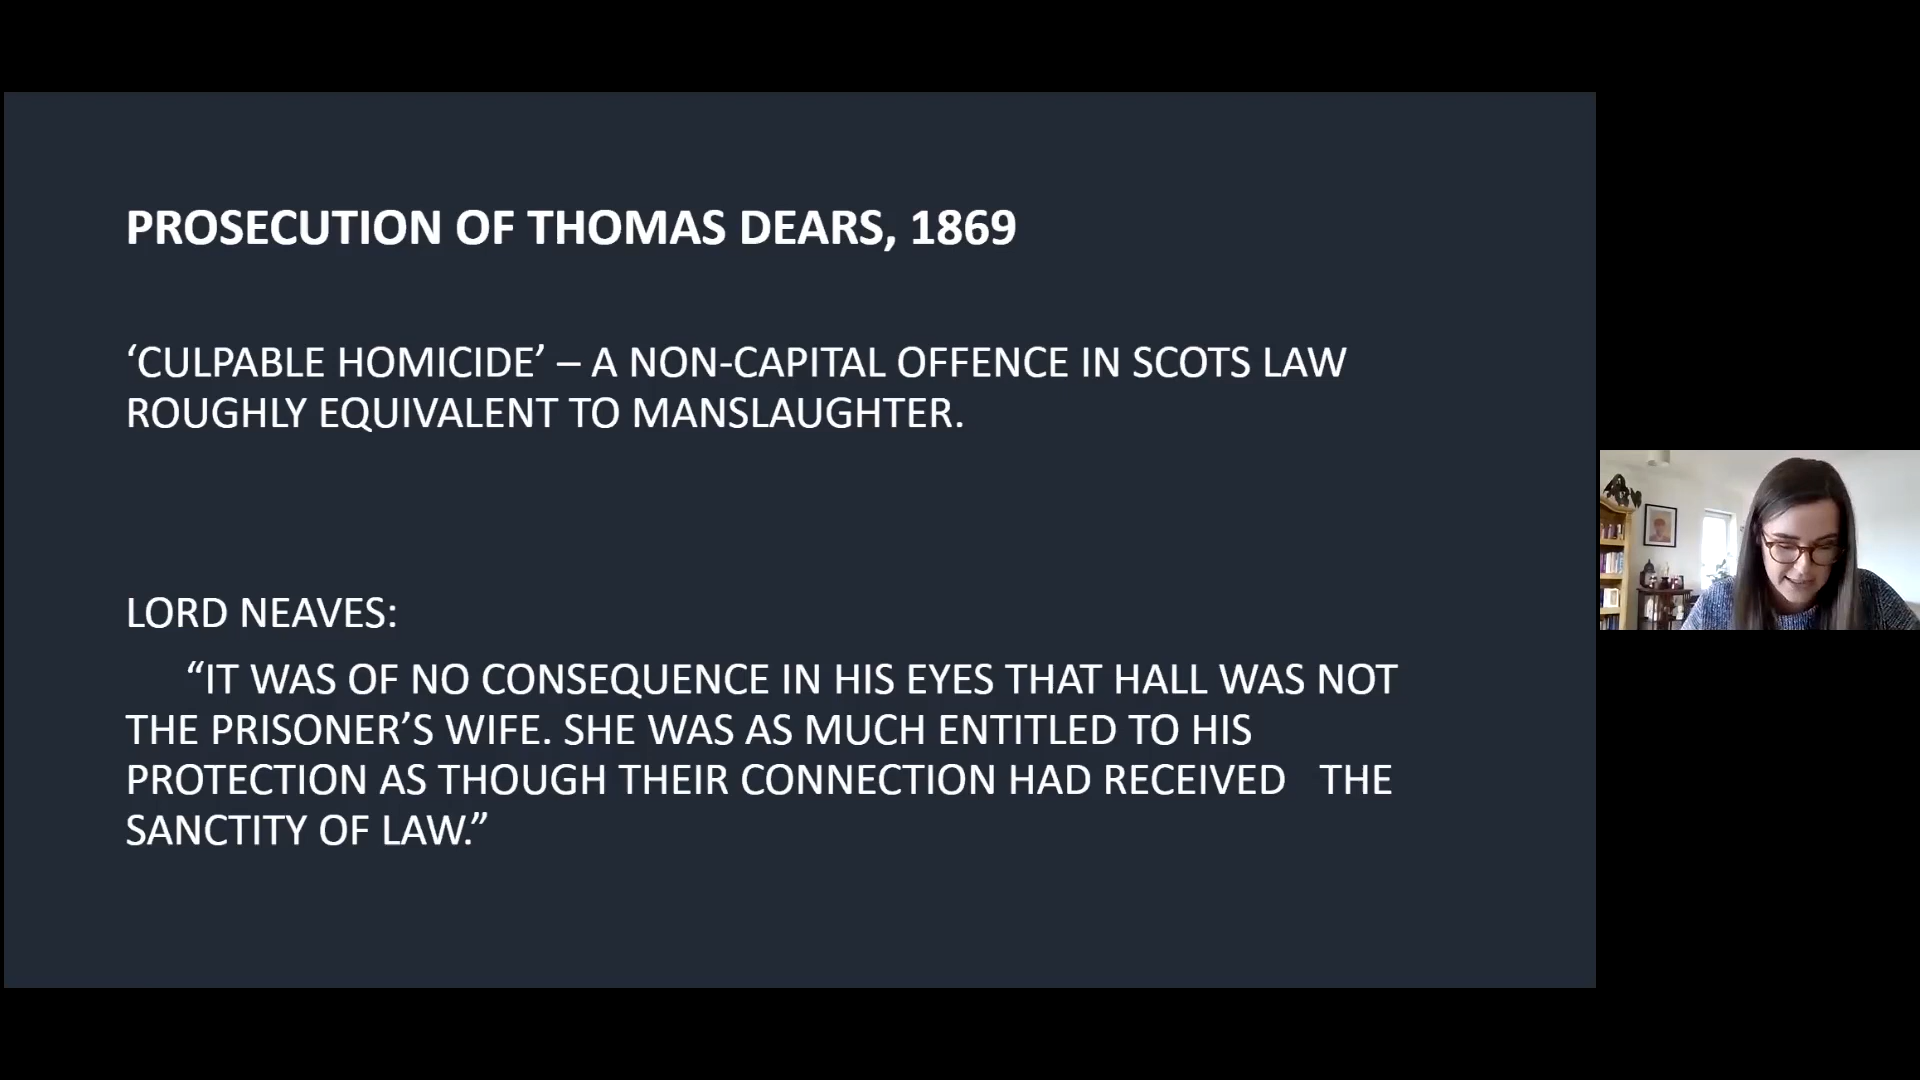 PROSECUTION OF THOMAS DEARS, 1869
‘CULPABLE HOMICIDE’ – A NON-CAPITAL OFFENCE IN SCOTS LAW
ROUGHLY EQUIVALENT TO MANSLAUGHTER.
LORD NEAVES:
“IT WAS OF NO CONSEQUENCE IN HIS EYES THAT HALL WAS NOT
THE PRISONER’S WIFE. SHE WAS AS MUCH ENTITLED TO HIS
PROTECTION AS THOUGH THEIR CONNECTION HAD RECEIVED THE
SANCTITY OF LAW.”